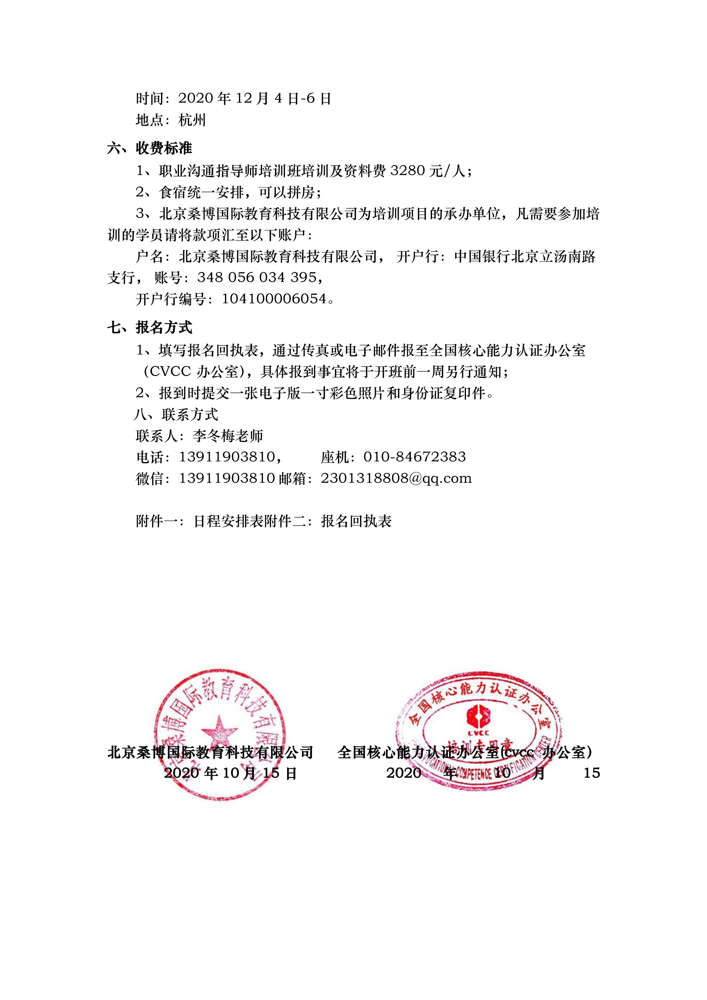 时间：2020 年 12 月 4 日-6 日
地点：杭州
六、收费标准
1、职业沟通指导师培训班培训及资料费 3280 元/人；
2、食宿统一安排，可以拼房；
3、北京桑博国际教育科技有限公司为培训项目的承办单位，凡需要参加培
训的学员请将款项汇至以下账户：
户名：北京桑博国际教育科技有限公司， 开户行：中国银行北京立汤南路
支行， 账号：348 056 034 395，
开户行编号：104100006054。
七、报名方式
1、填写报名回执表，通过传真或电子邮件报至全国核心能力认证办公室
（CVCC 办公室），具体报到事宜将于开班前一周另行通知；
2、报到时提交一张电子版一寸彩色照片和身份证复印件。
八、联系方式
联系人：李冬梅老师
电话：13911903810， 座机：010-84672383
微信：13911903810 邮箱：2301318808@qq.com
附件一：日程安排表附件二：报名回执表
北京桑博国际教育科技有限公司
全国核心能力认证办公室
CVCC
培训专用章
VOCATIONAL COMPETENCE CERTIFICATION CENTER
北京桑博国际教育科技有限公司 全国核心能力认证办公室(cvcc 办公室）
2020 年 10 月 15 日 2020 年 10 月 15